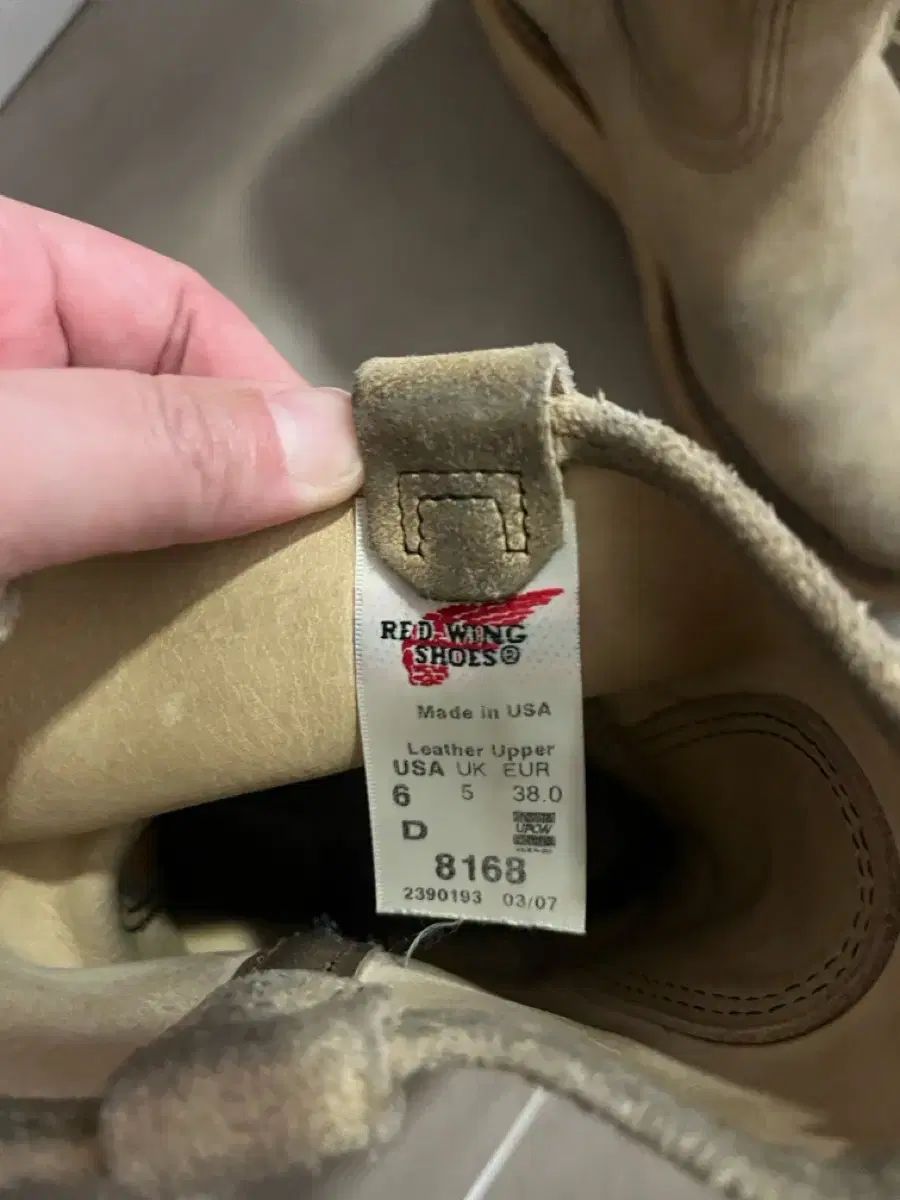 RED WING
SHOES®
Made in USA
Leather Upper
USA UK EUR
6 5 38.0
D
UFCW
8168
2390193 03/07